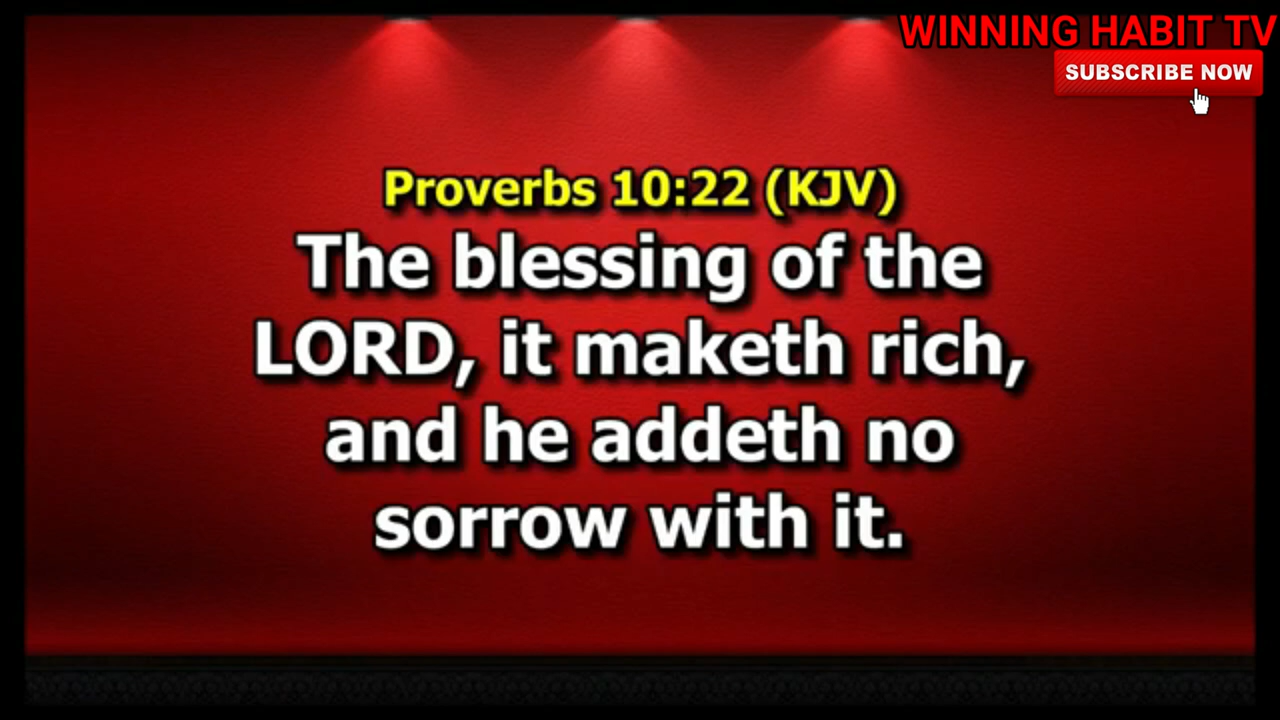 WINNING HABIT TV
SUBSCRIBE NOW
Proverbs 10:22 (KJV)
The blessing of the
LORD, it maketh rich,
and he addeth no
sorrow with it.